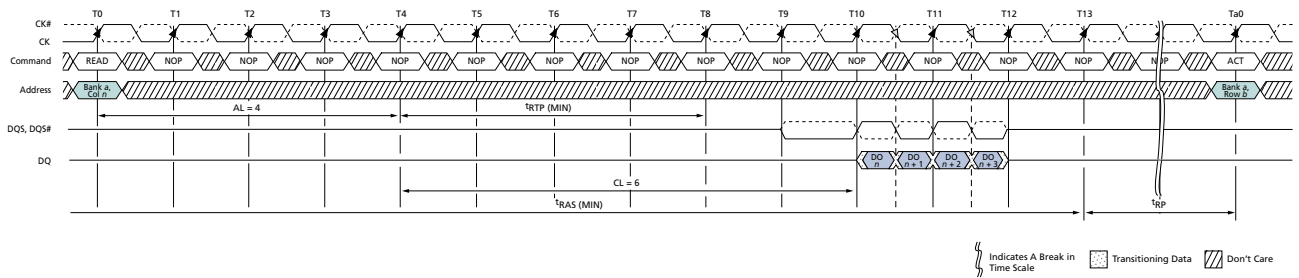 T0 T1 T2 T3 T4 T5 T6 T7 T8 T9 T10 T11 T12 T13 Ta0
CK#
CK
Command READ NOP NOP NOP NOP NOP NOP NOP NOP NOP NOP NOP NOP NOP NOP ACT
Address Bank a, Col n Bank a, Row b
AL = 4 tRTP (MIN)
DQS, DQS#
DQ DO n DO n + 1 DO n + 2 DO n + 3
CL = 6
tRAS (MIN) tRP
Indicates A Break in
Time Scale
Transitioning Data
Don't Care